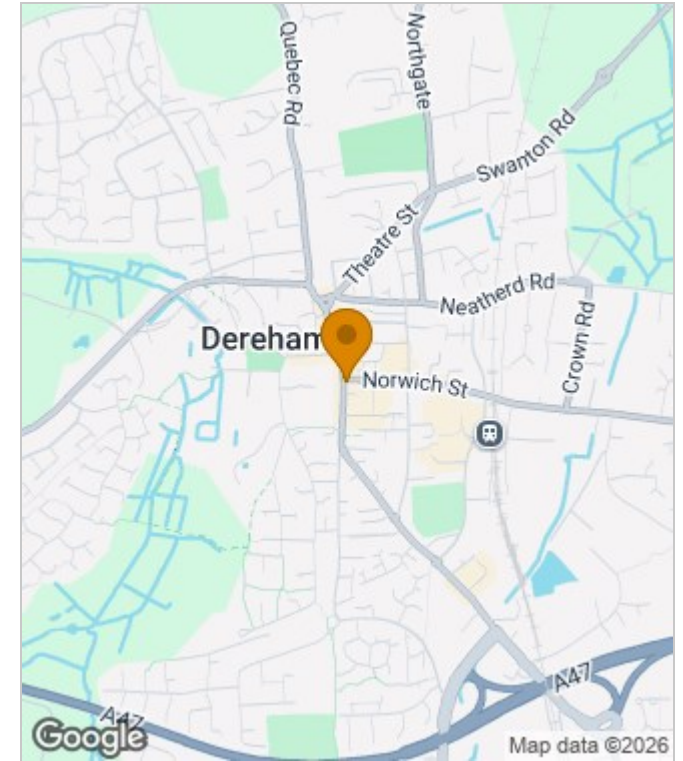 Quebec Rd
Northgate
Swanton Rd
Theatre St
Neatherd Rd
Crown Rd
Dereham
Norwich St
A47
A47
Google
Map data ©2026